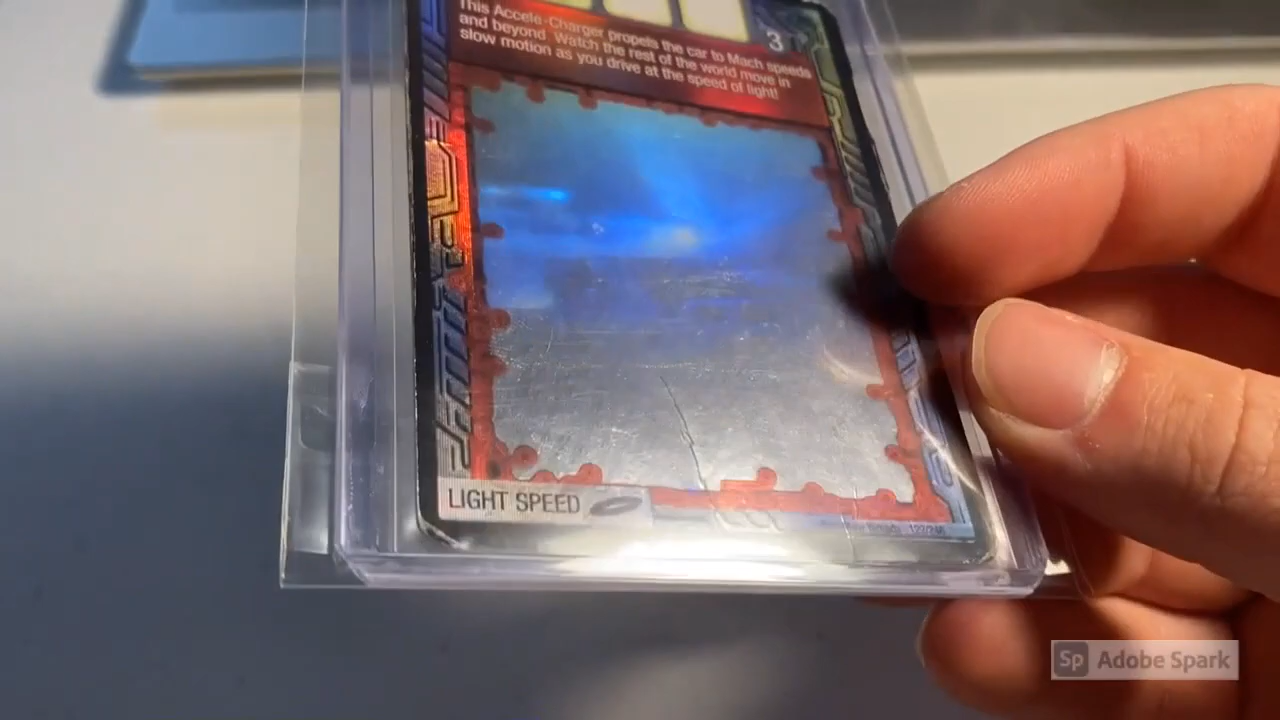 This Accele-Charger propels the car to Mach speeds
and beyond. Watch the rest of the world move in
slow motion as you drive at the speed of light!
3
LIGHT SPEED
Sp Adobe Spark